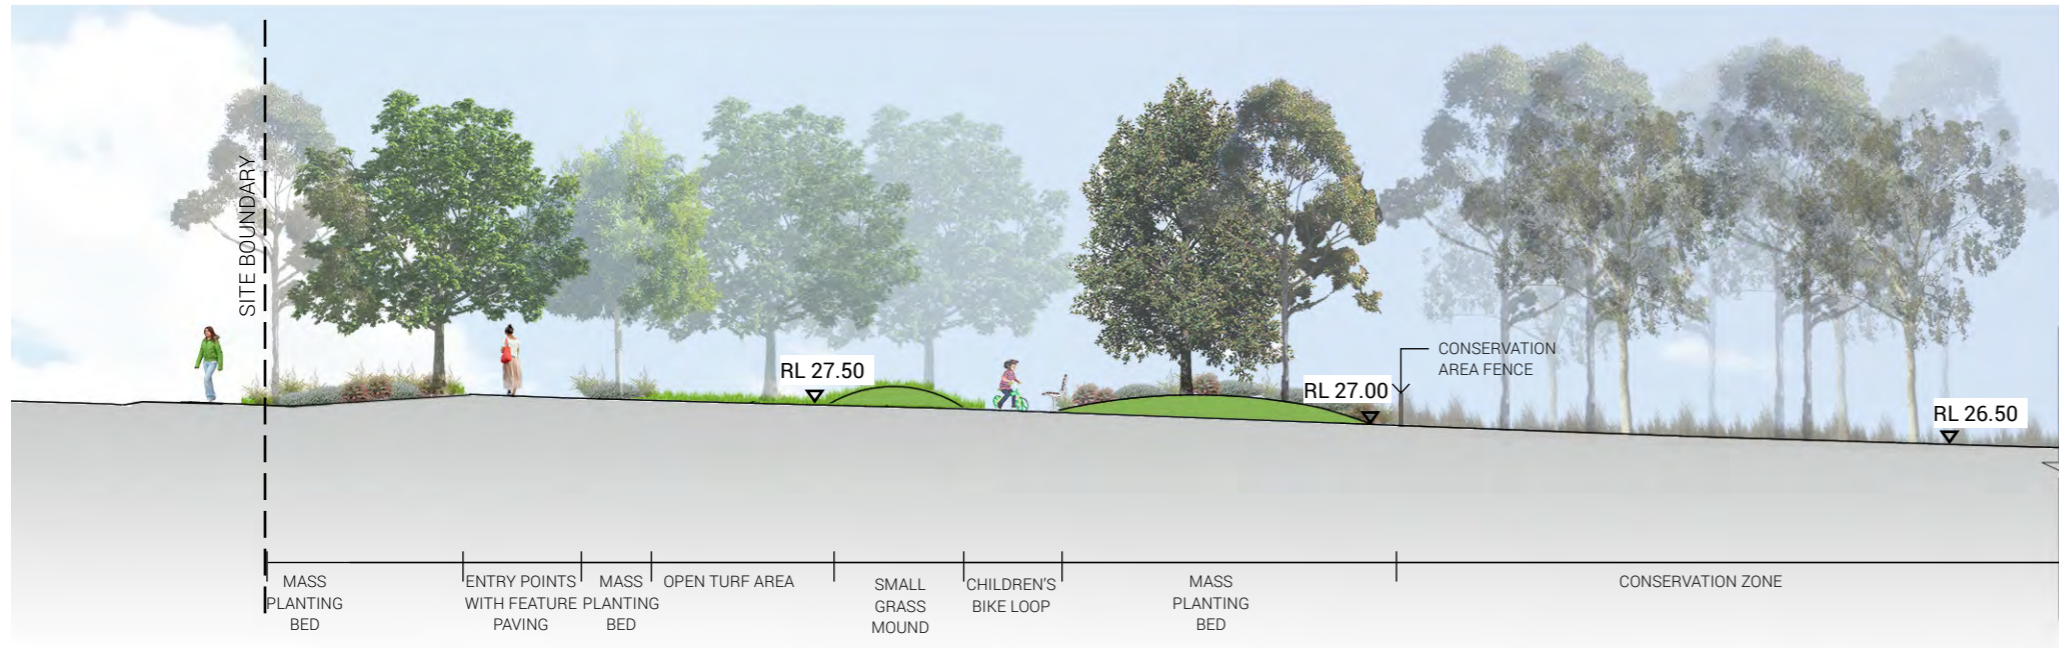 SITE BOUNDARY
RL 27.50
RL 27.00
CONSERVATION
AREA FENCE
RL 26.50
MASS
PLANTING
BED
ENTRY POINTS
WITH FEATURE
PAVING
MASS
PLANTING
BED
OPEN TURF AREA
SMALL
GRASS
MOUND
CHILDREN'S
BIKE LOOP
MASS
PLANTING
BED
CONSERVATION ZONE